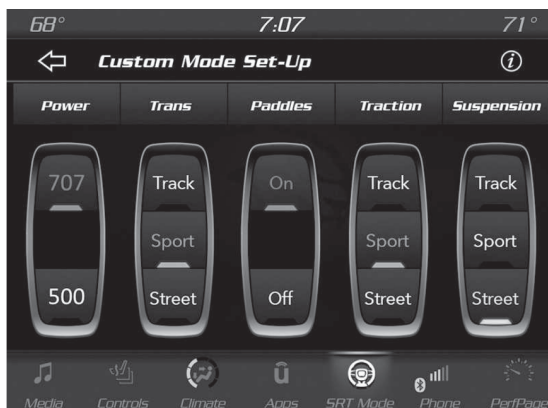 68° 7:07 71°
Custom Mode Set-Up
Power Trans Paddles Traction Suspension
707 Track On Track Track
Sport Sport Sport
500 Street Off Street Street
Media Controls Climate Apps SRT Mode Phone PerfPage